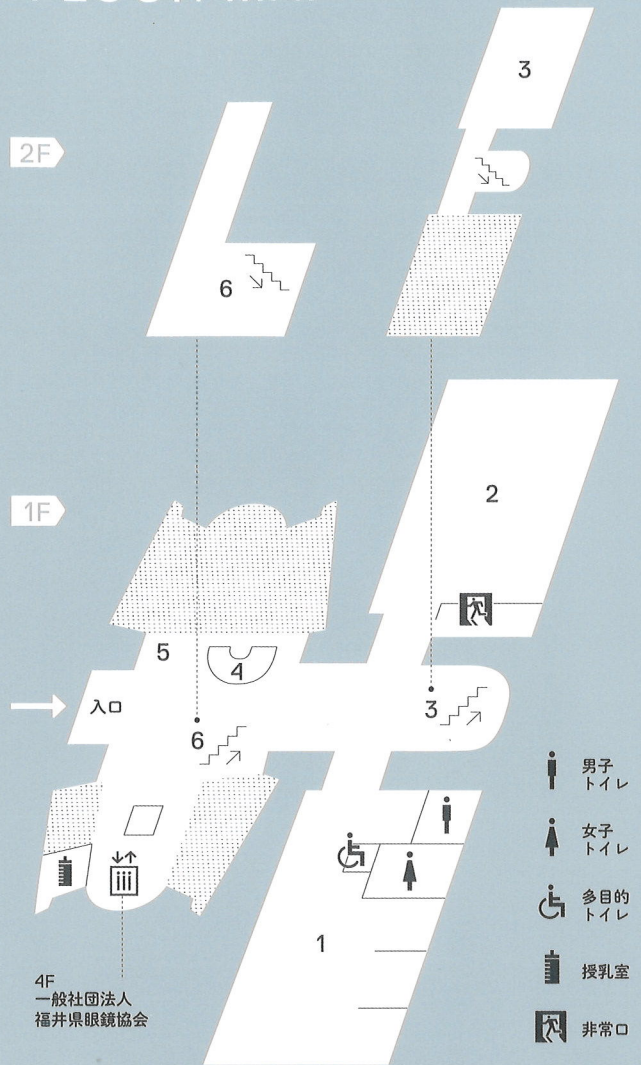 2F
3
6
1F
2
5
4
入口
6
3
1
4F
一般社団法人
福井県眼鏡協会
男子
トイレ
女子
トイレ
多目的
トイレ
授乳室
非常口